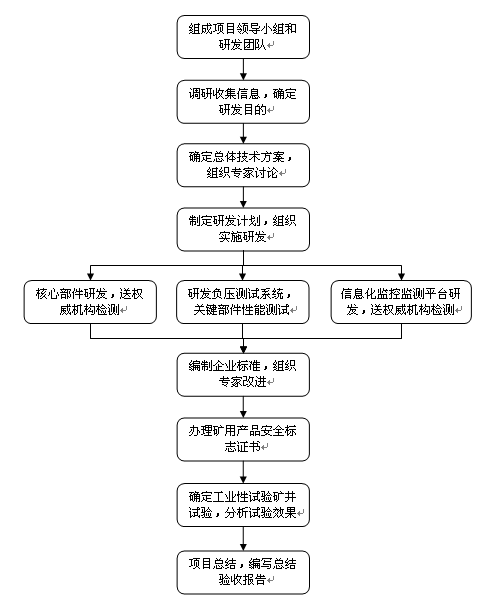 组成项目领导小组和
研发团队
调研收集信息，确定
研发目的
确定总体技术方案，
组织专家讨论
制定研发计划，组织
实施研发
核心部件研发，送权
威机构检测
研发负压测试系统，
关键部件性能测试
信息化监控监测平台研
发，送权威机构检测
编制企业标准，组织
专家改进
办理矿用产品安全标
志证书
确定工业性试验矿井
试验，分析试验效果
项目总结，编写总结
验收报告